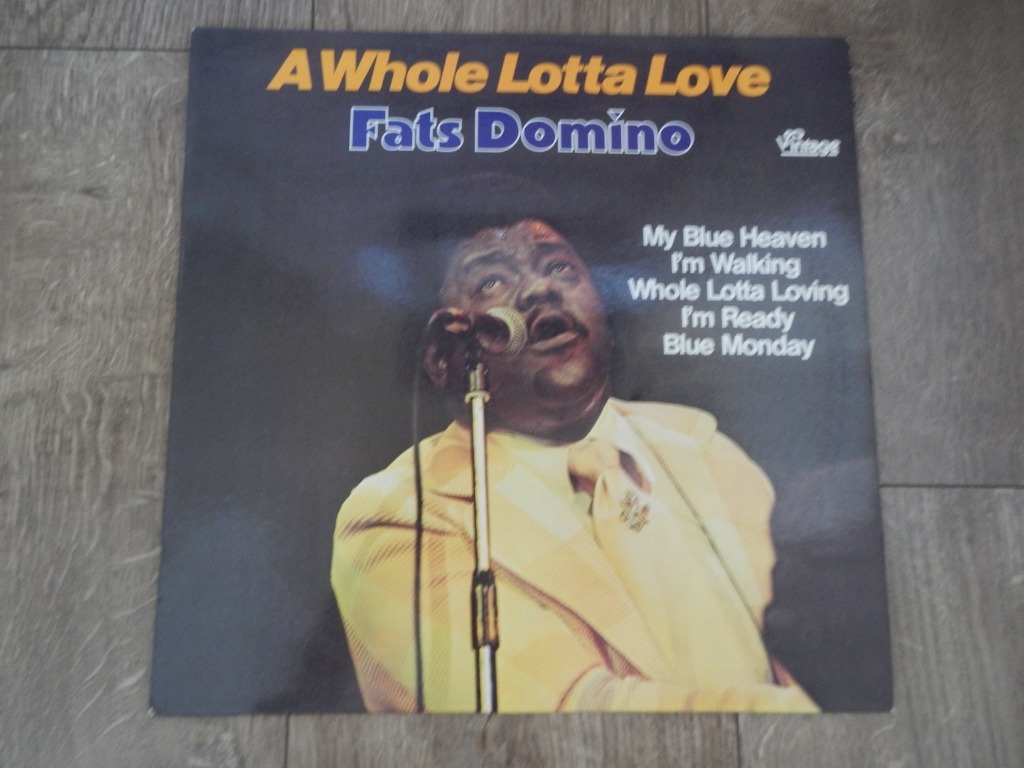 A Whole Lotta Love
Fats Domino
Vintage
My Blue Heaven
I'm Walking
Whole Lotta Loving
I'm Ready
Blue Monday